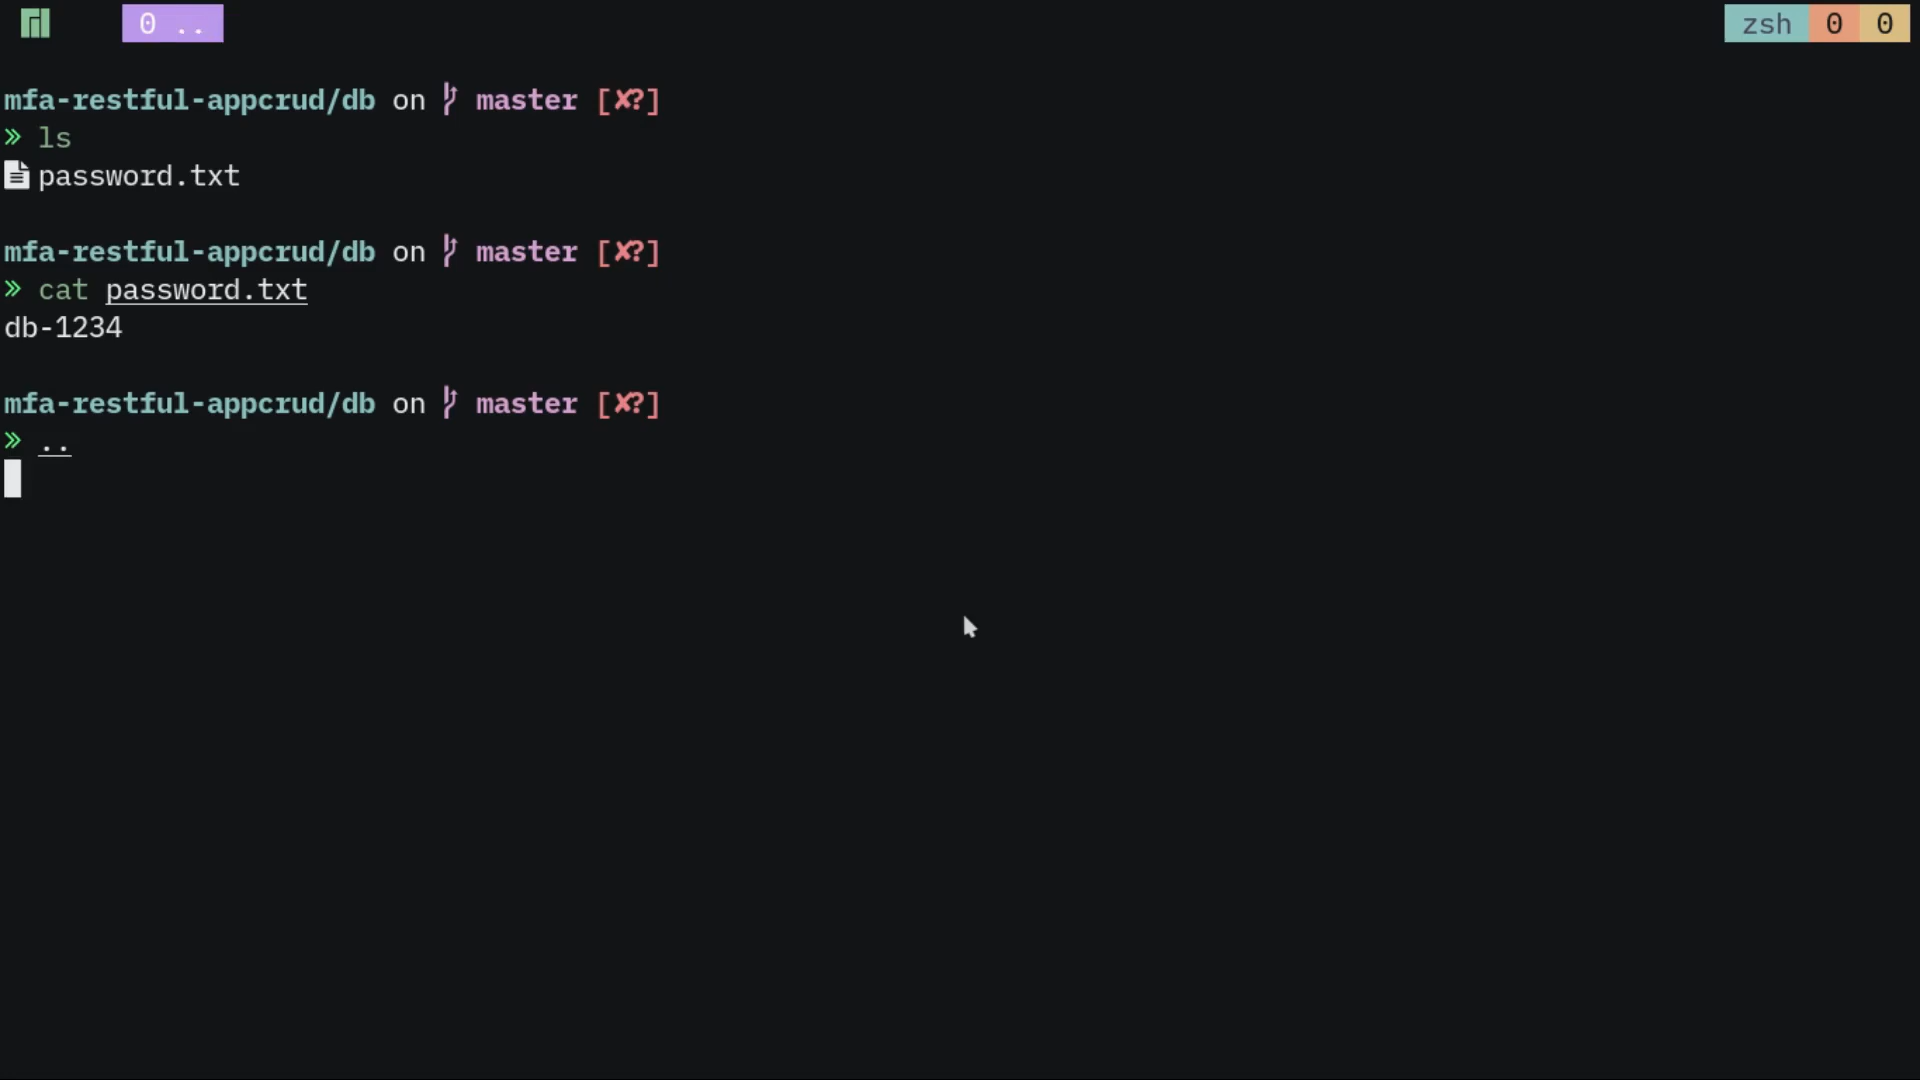 0 ..
zsh 0 0
mfa-restful-appcrud/db on master [✘?]
» ls
password.txt
mfa-restful-appcrud/db on master [✘?]
» cat password.txt
db-1234
mfa-restful-appcrud/db on master [✘?]
» ..